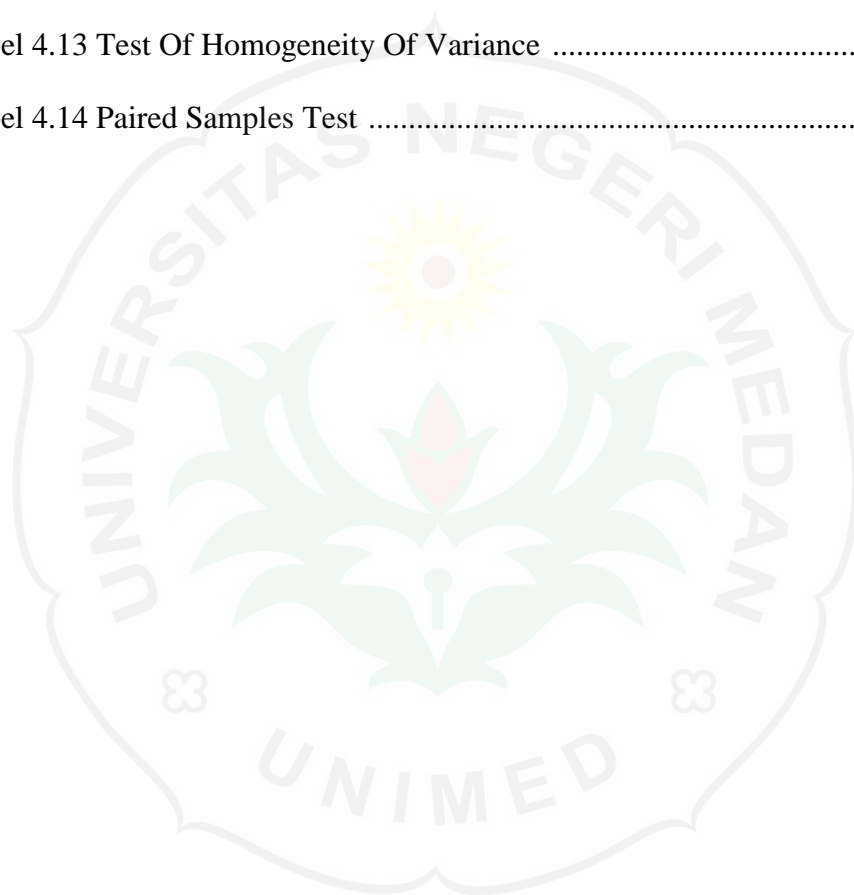 el 4.13 Test Of Homogeneity Of Variance ......................................
el 4.14 Paired Samples Test .............................................................
UNIVERSITAS NEGERI MEDAN
UNIMED